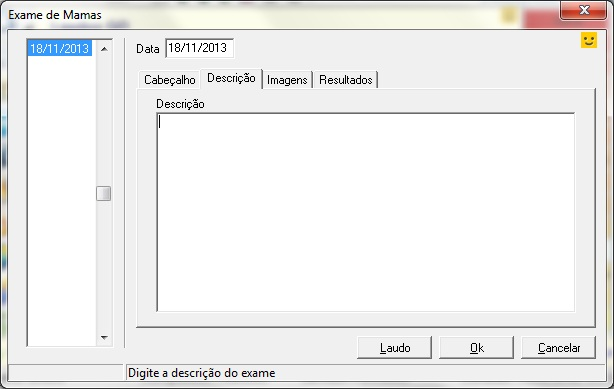 Exame de Mamas
18/11/2013
Data 18/11/2013
Cabeçalho Descrição Imagens Resultados
Descrição
Laudo Ok Cancelar
Digite a descrição do exame